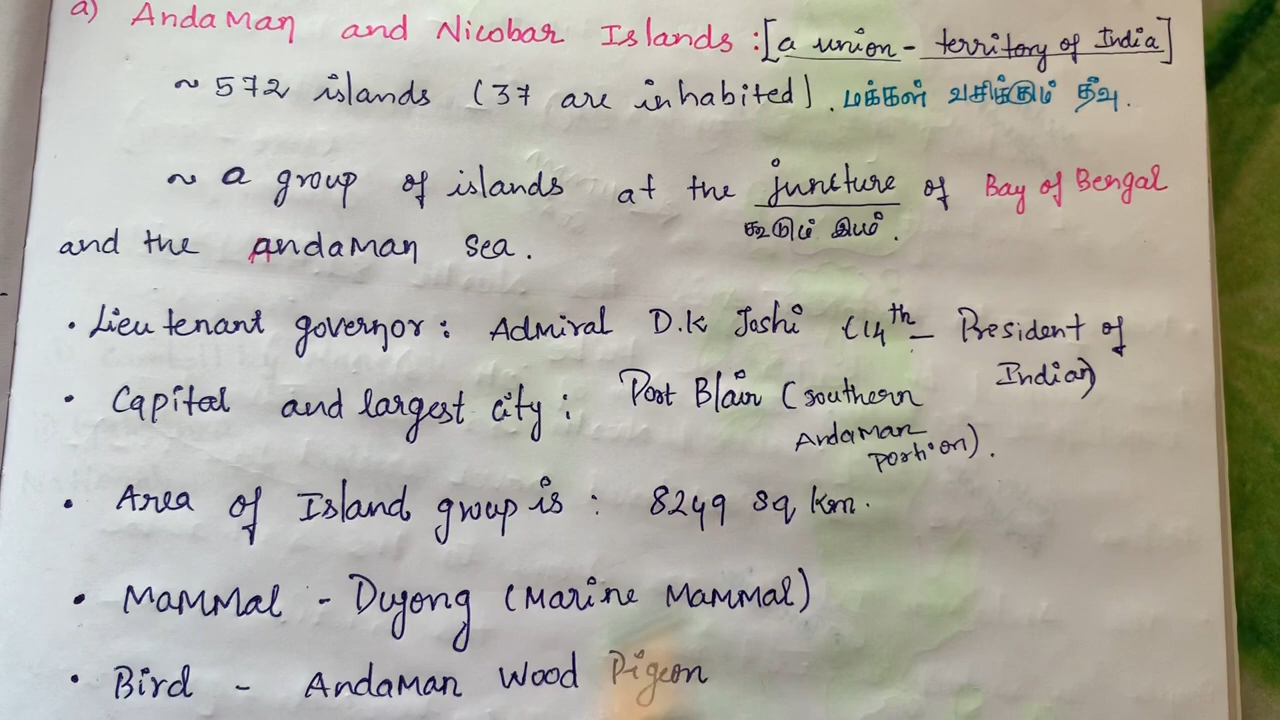 a) Andaman and Nicobar Islands : [a union - territory of India]
~ 572 islands (37 are inhabited). மக்கள் வசிக்கும் தீவு.
~ a group of islands at the juncture of Bay of Bengal
கூடும் இடம்.
and the Andaman sea.
• Lieutenant governor : Admiral D.K Joshi (14th - President of
Indian)
• Capital and largest city : Port Blair (southern
Andaman
portion).
• Area of Island group is : 8249 sq km.
• Mammal - Dugong (Marine Mammal)
• Bird - Andaman Wood Pigeon